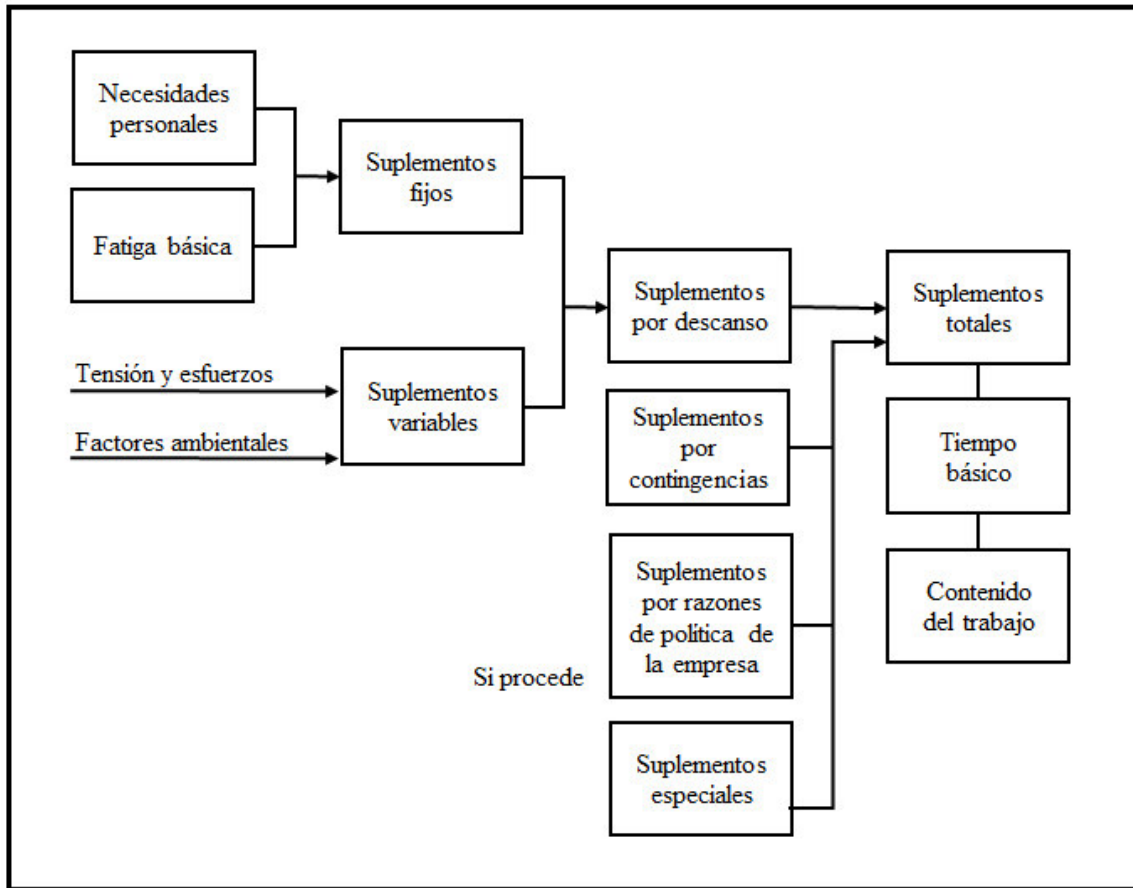 Necesidades
personales
Fatiga básica
Suplementos
fijos
Tensión y esfuerzos
Factores ambientales
Suplementos
variables
Suplementos
por descanso
Suplementos
por
contingencias
Suplementos
por razones
de política de
la empresa
Si procede
Suplementos
especiales
Suplementos
totales
Tiempo
básico
Contenido
del trabajo